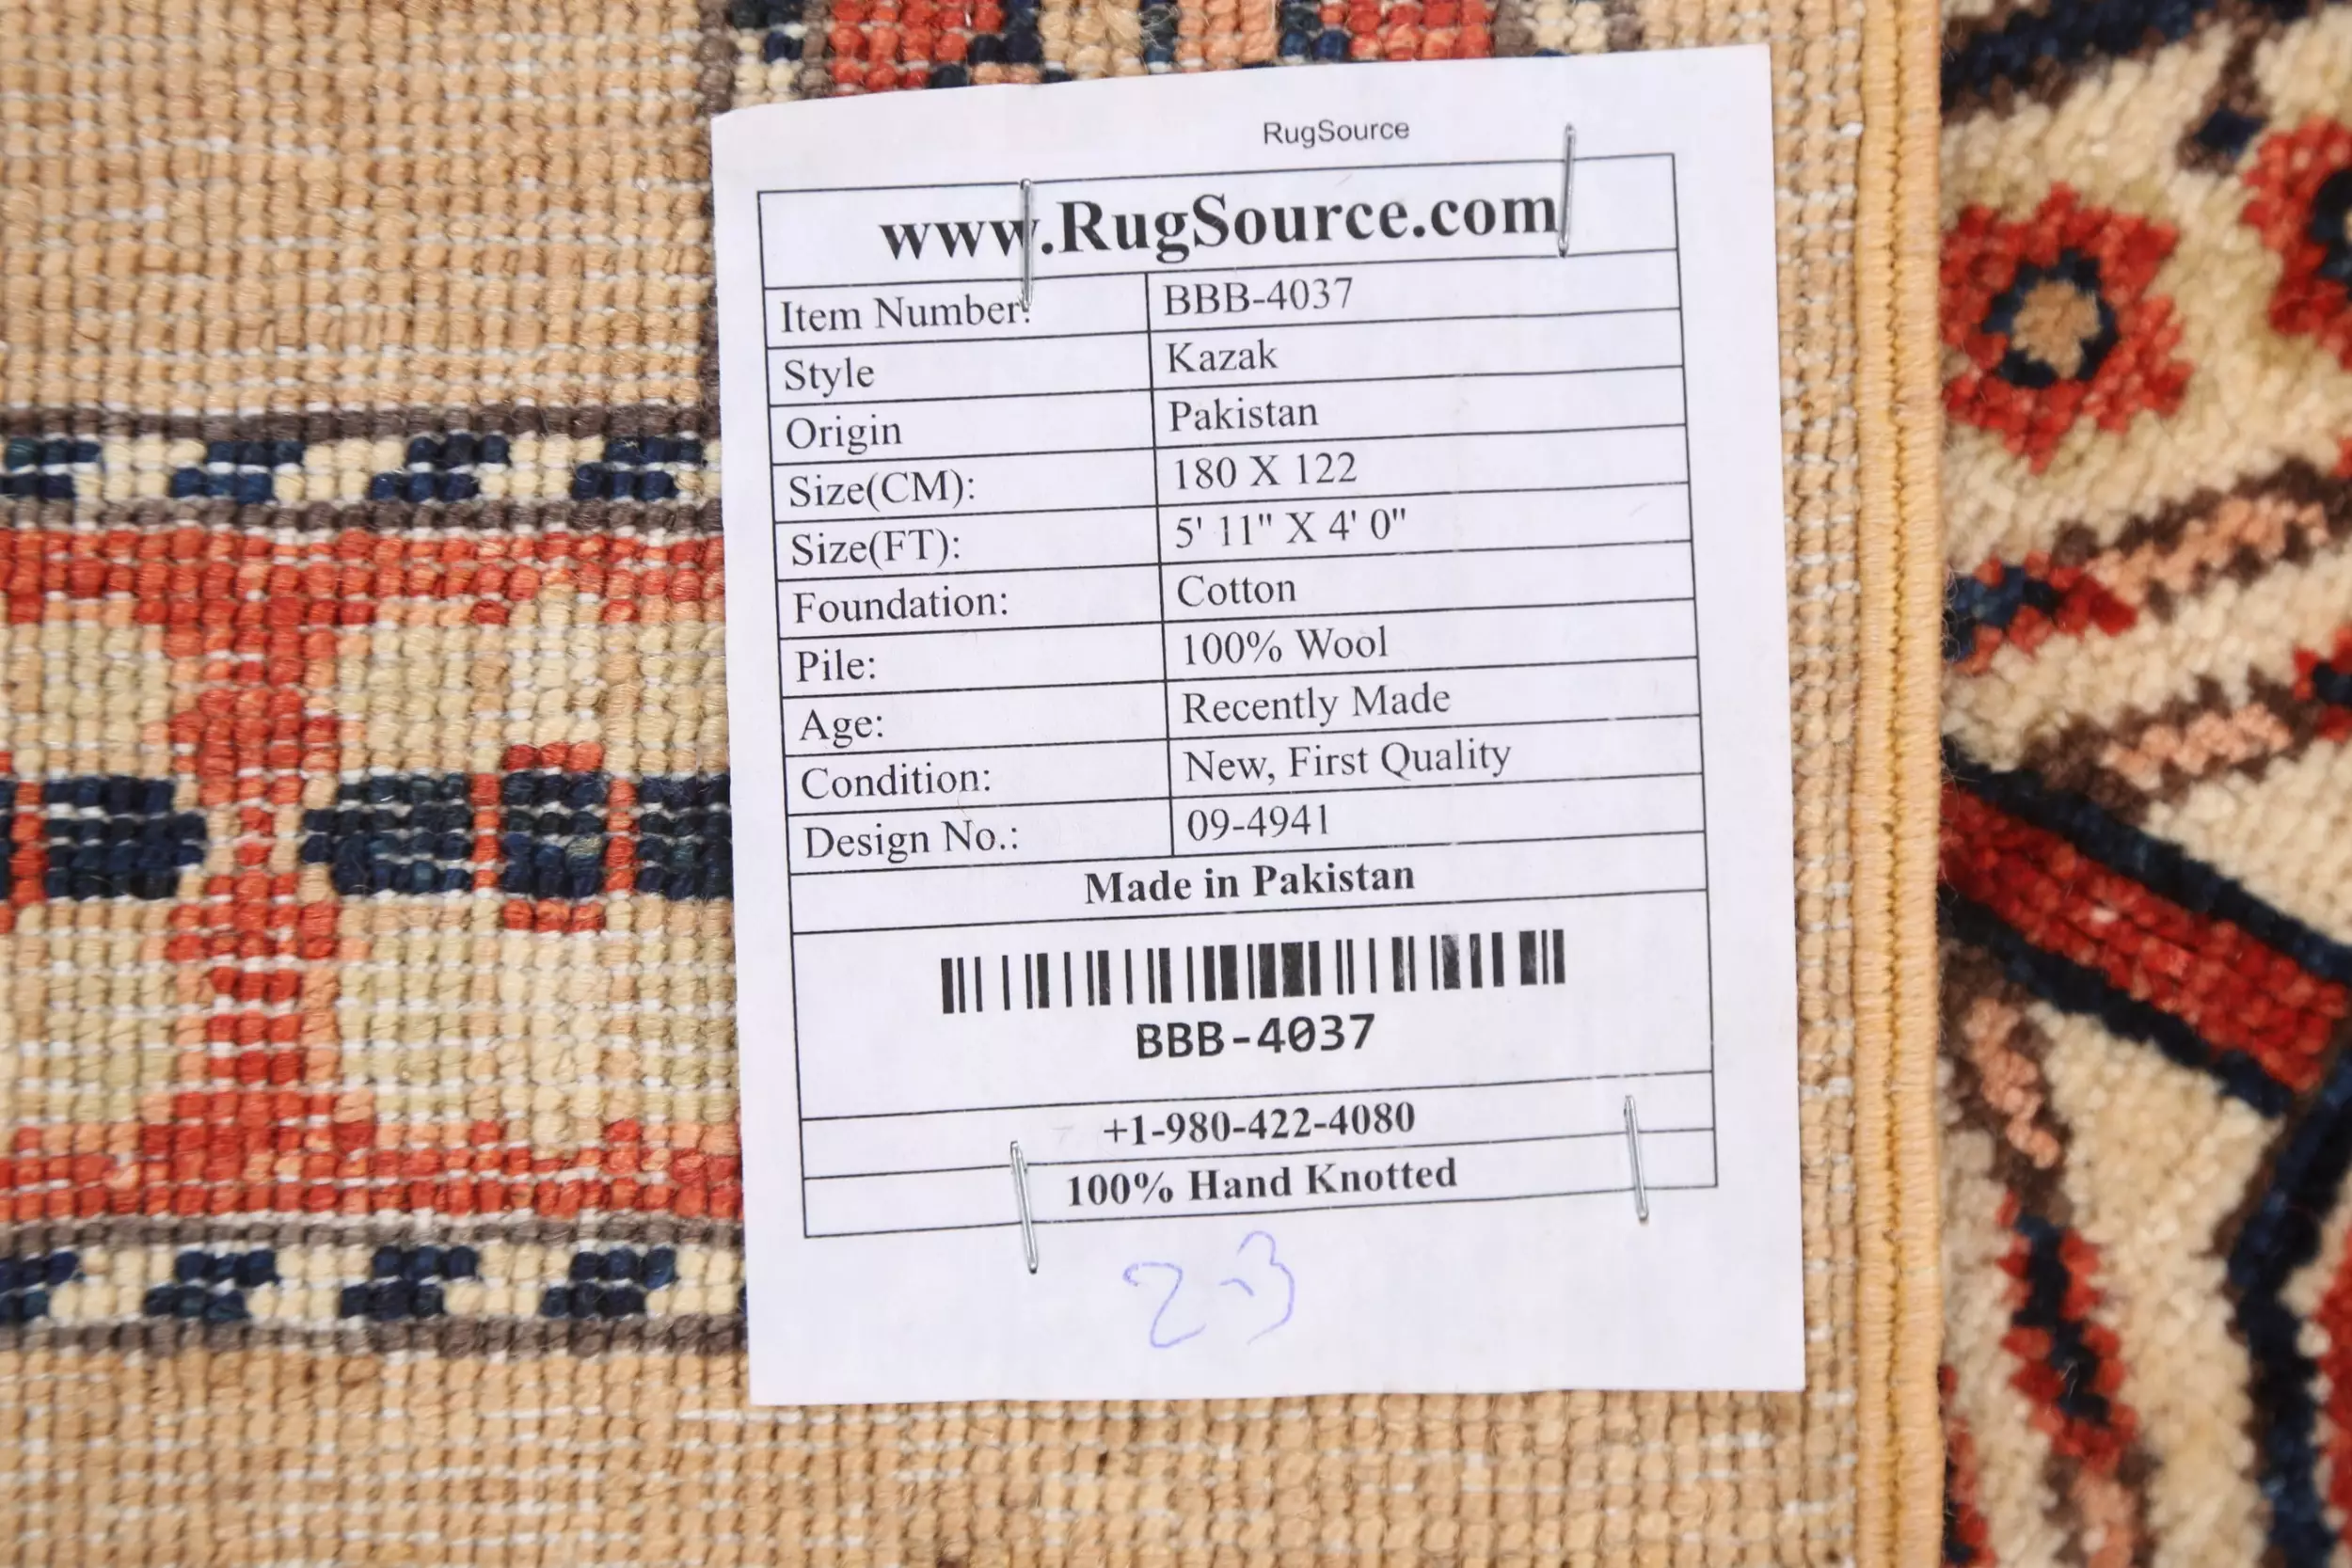 RugSource
www.RugSource.com
Item Number: BBB-4037
Style Kazak
Origin Pakistan
Size(CM): 180 X 122
Size(FT): 5' 11" X 4' 0"
Foundation: Cotton
Pile: 100% Wool
Age: Recently Made
Condition: New, First Quality
Design No.: 09-4941
Made in Pakistan
BBB-4037
+1-980-422-4080
100% Hand Knotted
2-3